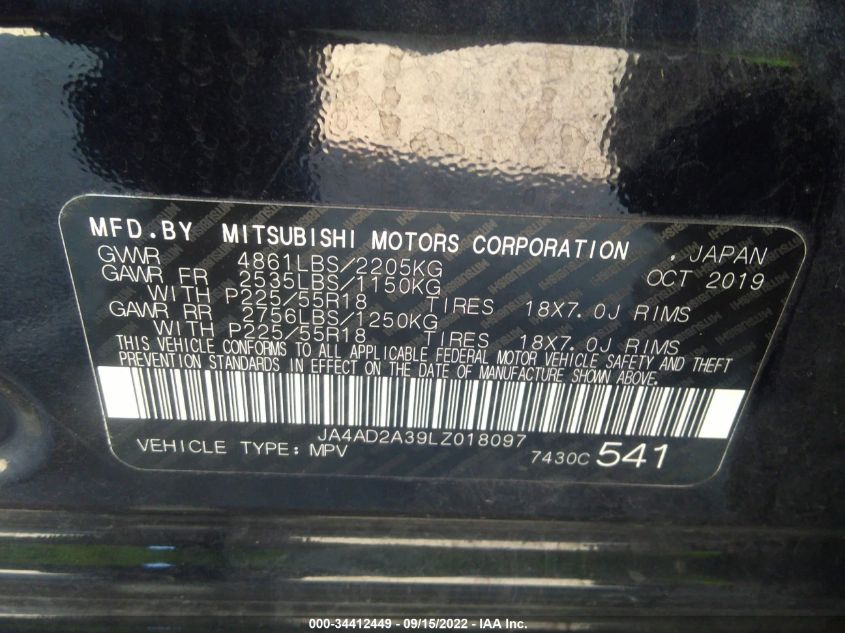 MFD.BY MITSUBISHI MOTORS CORPORATION . JAPAN
GVWR 4861LBS/2205KG OCT 2019
GAWR FR 2535LBS/1150KG
WITH P225/55R18 TIRES 18X7.0J RIMS
GAWR RR 2756LBS/1250KG
WITH P225/55R18 TIRES 18X7.0J RIMS
THIS VEHICLE CONFORMS TO ALL APPLICABLE FEDERAL MOTOR VEHICLE SAFETY AND THEFT
PREVENTION STANDARDS IN EFFECT ON THE DATE OF MANUFACTURE SHOWN ABOVE.
JA4AD2A39LZ018097
VEHICLE TYPE: MPV 7430C 541
000-34412449 - 09/15/2022 - IAA Inc.